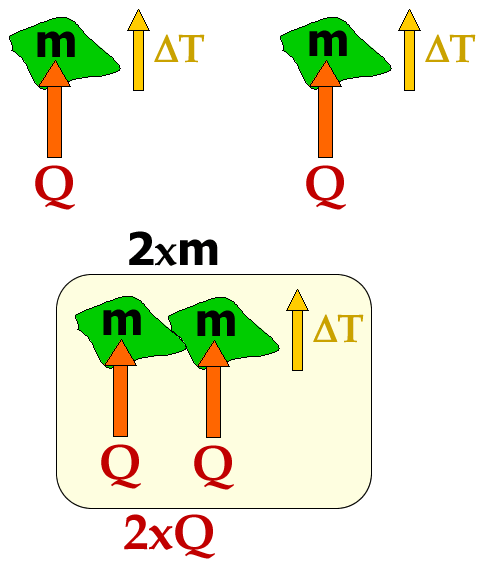 m ΔT m ΔT
Q Q
2xm
m m ΔT
Q Q
2xQ